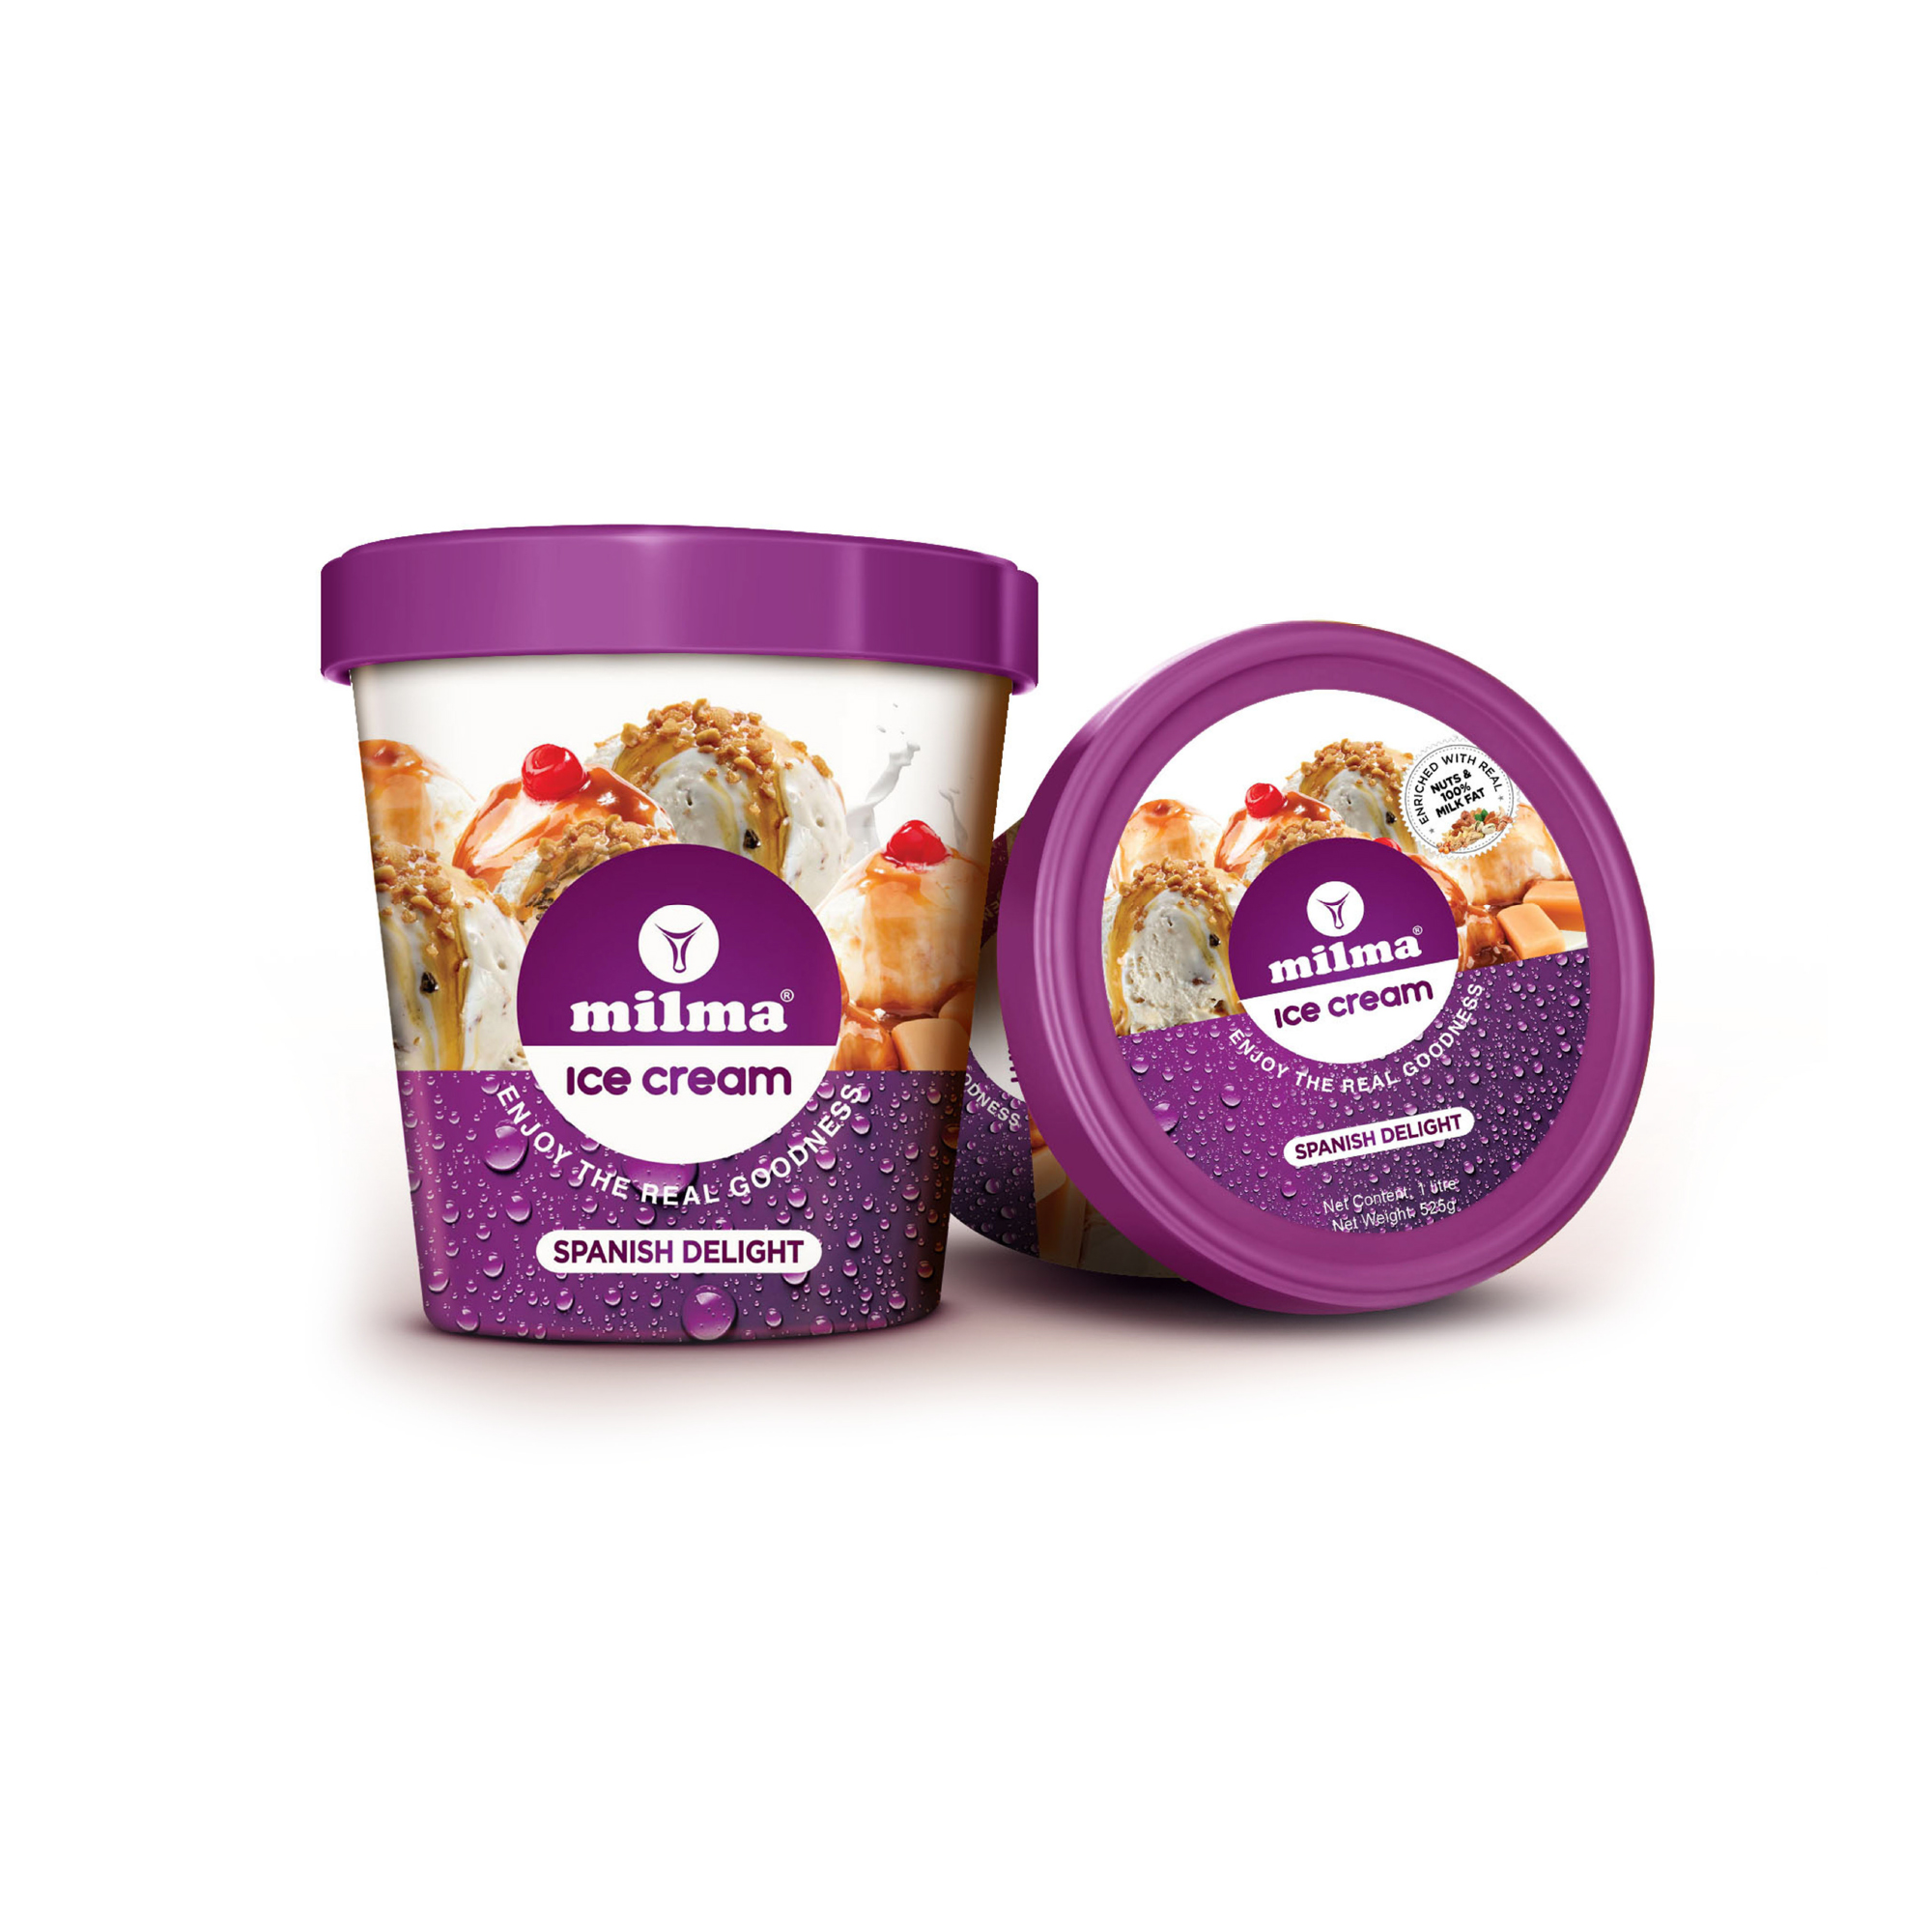 milma®
ice cream
ENJOY THE REAL GOODNESS
SPANISH DELIGHT
ODNESS
ENRICHED WITH REAL
NUTS &
100%
MILK FAT
milma®
ice cream
ENJOY THE REAL GOODNESS
SPANISH DELIGHT
Net Content: 1 litre
Net Weight: 525g